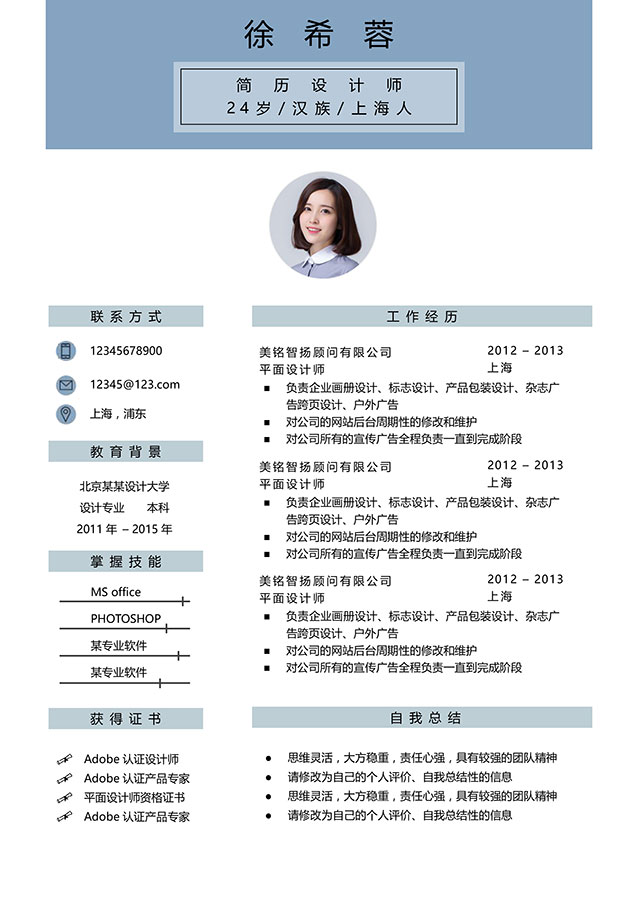 徐希蓉
简历设计师
24岁/汉族/上海人
联系方式
12345678900
12345@123.com
上海，浦东
教育背景
北京某某设计大学
设计专业 本科
2011 年 – 2015 年
掌握技能
MS office
PHOTOSHOP
某专业软件
某专业软件
获得证书
Adobe 认证设计师
Adobe 认证产品专家
平面设计师资格证书
Adobe 认证产品专家
工作经历
美铭智扬顾问有限公司 2012 – 2013
平面设计师 上海
■ 负责企业画册设计、标志设计、产品包装设计、杂志广
告跨页设计、户外广告
■ 对公司的网站后台周期性的修改和维护
■ 对公司所有的宣传广告全程负责一直到完成阶段
美铭智扬顾问有限公司 2012 – 2013
平面设计师 上海
■ 负责企业画册设计、标志设计、产品包装设计、杂志广
告跨页设计、户外广告
■ 对公司的网站后台周期性的修改和维护
■ 对公司所有的宣传广告全程负责一直到完成阶段
美铭智扬顾问有限公司 2012 – 2013
平面设计师 上海
■ 负责企业画册设计、标志设计、产品包装设计、杂志广
告跨页设计、户外广告
■ 对公司的网站后台周期性的修改和维护
■ 对公司所有的宣传广告全程负责一直到完成阶段
自我总结
● 思维灵活，大方稳重，责任心强，具有较强的团队精神
● 请修改为自己的个人评价、自我总结性的信息
● 思维灵活，大方稳重，责任心强，具有较强的团队精神
● 请修改为自己的个人评价、自我总结性的信息